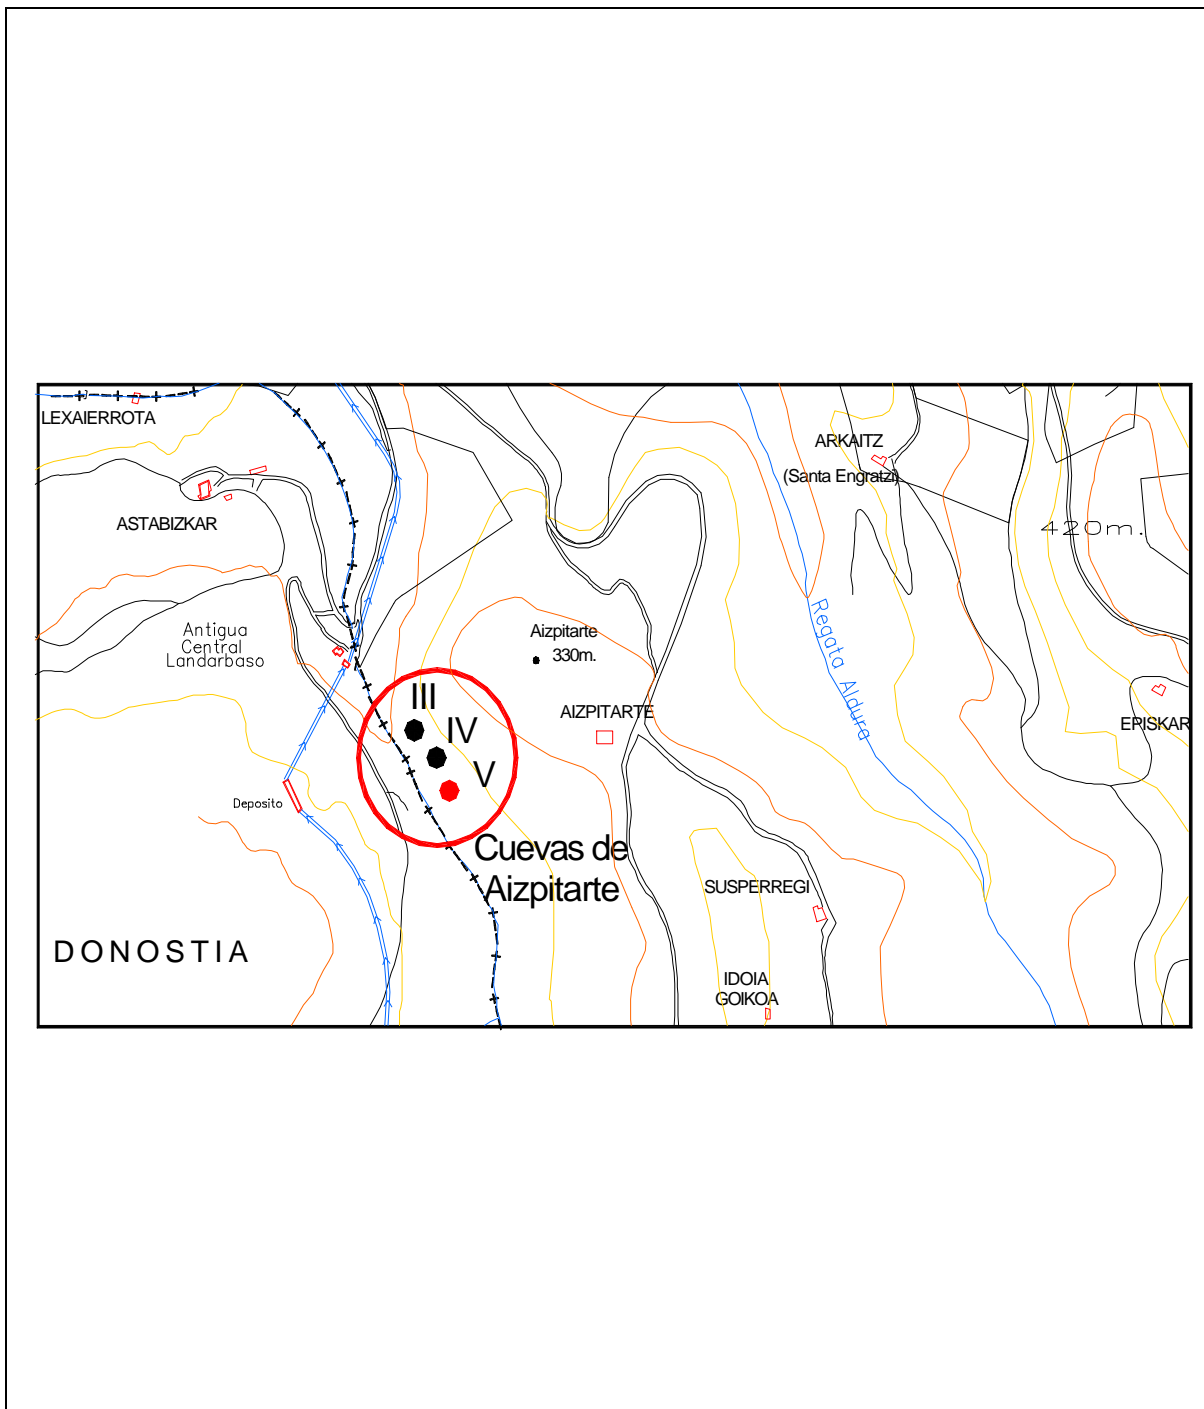 LEXAIERROTA
ARKAITZ
(Santa Engratzi)
ASTABIZKAR
420m.
Antigua
Central
Landarbaso
Aizpitarte
330m.
Regata Aldura
III
IV
V
AIZPITARTE
EPISKAR
Deposito
Cuevas de
Aizpitarte
SUSPERREGI
DONOSTIA
IDOIA
GOIKOA